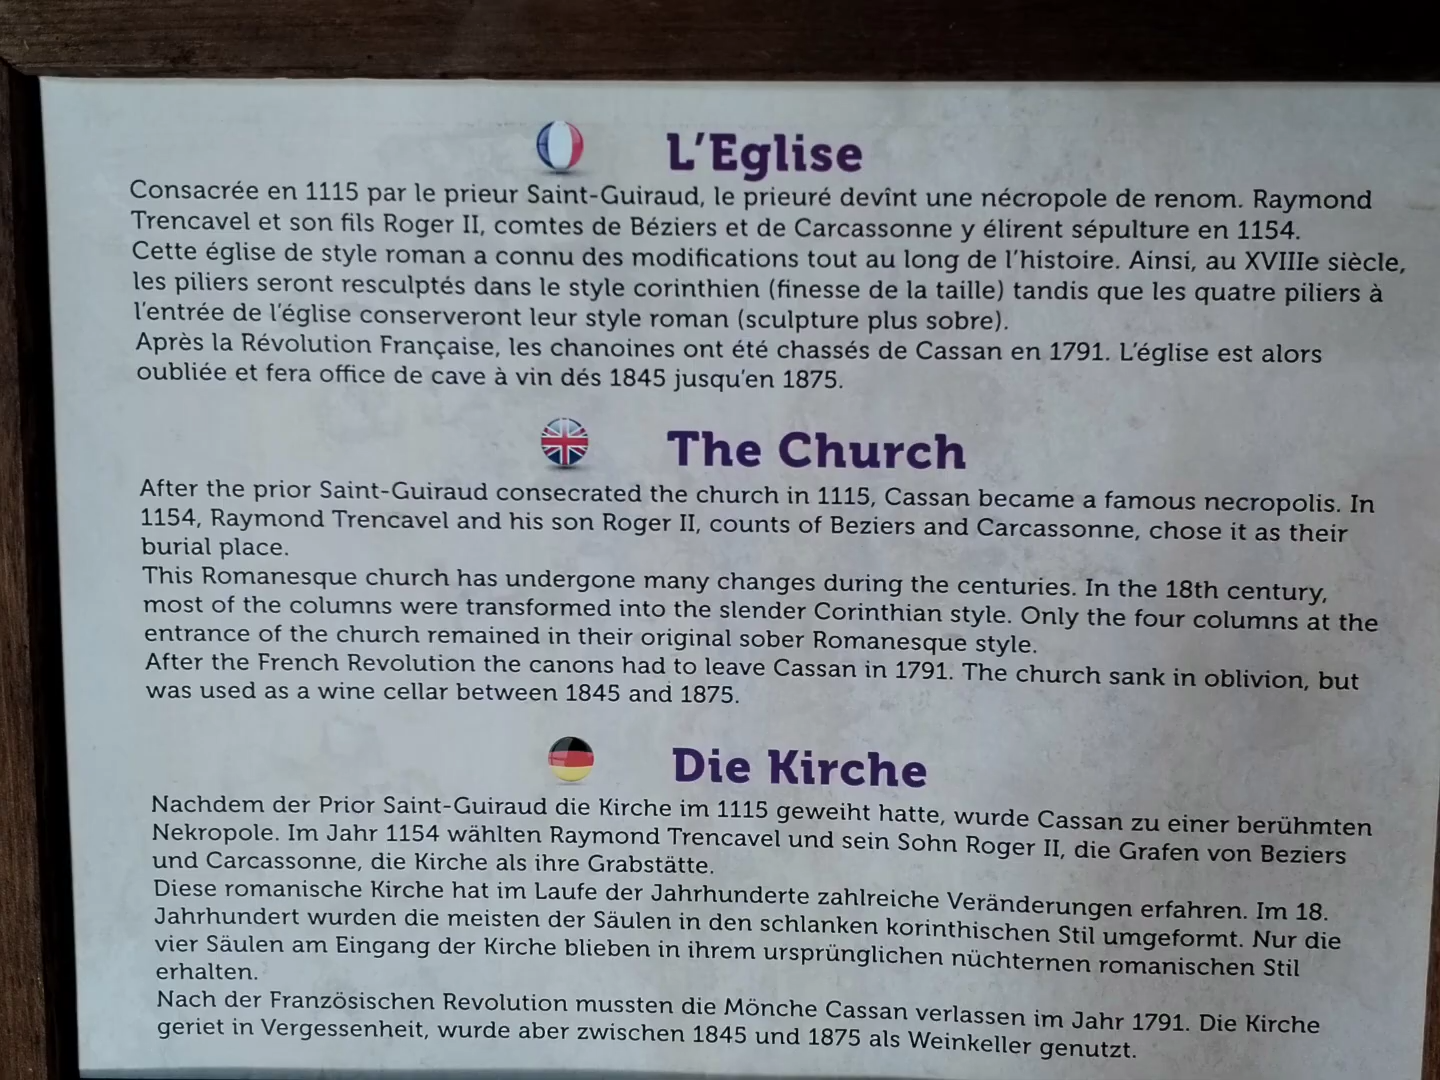 L'Eglise
Consacrée en 1115 par le prieur Saint-Guiraud, le prieuré devînt une nécropole de renom. Raymond
Trencavel et son fils Roger II, comtes de Béziers et de Carcassonne y élirent sépulture en 1154.
Cette église de style roman a connu des modifications tout au long de l'histoire. Ainsi, au XVIIIe siècle,
les piliers seront resculptés dans le style corinthien (finesse de la taille) tandis que les quatre piliers à
l'entrée de l'église conserveront leur style roman (sculpture plus sobre).
Après la Révolution Française, les chanoines ont été chassés de Cassan en 1791. L'église est alors
oubliée et fera office de cave à vin dés 1845 jusqu'en 1875.
The Church
After the prior Saint-Guiraud consecrated the church in 1115, Cassan became a famous necropolis. In
1154, Raymond Trencavel and his son Roger II, counts of Beziers and Carcassonne, chose it as their
burial place.
This Romanesque church has undergone many changes during the centuries. In the 18th century,
most of the columns were transformed into the slender Corinthian style. Only the four columns at the
entrance of the church remained in their original sober Romanesque style.
After the French Revolution the canons had to leave Cassan in 1791. The church sank in oblivion, but
was used as a wine cellar between 1845 and 1875.
Die Kirche
Nachdem der Prior Saint-Guiraud die Kirche im 1115 geweiht hatte, wurde Cassan zu einer berühmten
Nekropole. Im Jahr 1154 wählten Raymond Trencavel und sein Sohn Roger II, die Grafen von Beziers
und Carcassonne, die Kirche als ihre Grabstätte.
Diese romanische Kirche hat im Laufe der Jahrhunderte zahlreiche Veränderungen erfahren. Im 18.
Jahrhundert wurden die meisten der Säulen in den schlanken korinthischen Stil umgeformt. Nur die
vier Säulen am Eingang der Kirche blieben in ihrem ursprünglichen nüchternen romanischen Stil
erhalten.
Nach der Französischen Revolution mussten die Mönche Cassan verlassen im Jahr 1791. Die Kirche
geriet in Vergessenheit, wurde aber zwischen 1845 und 1875 als Weinkeller genutzt.